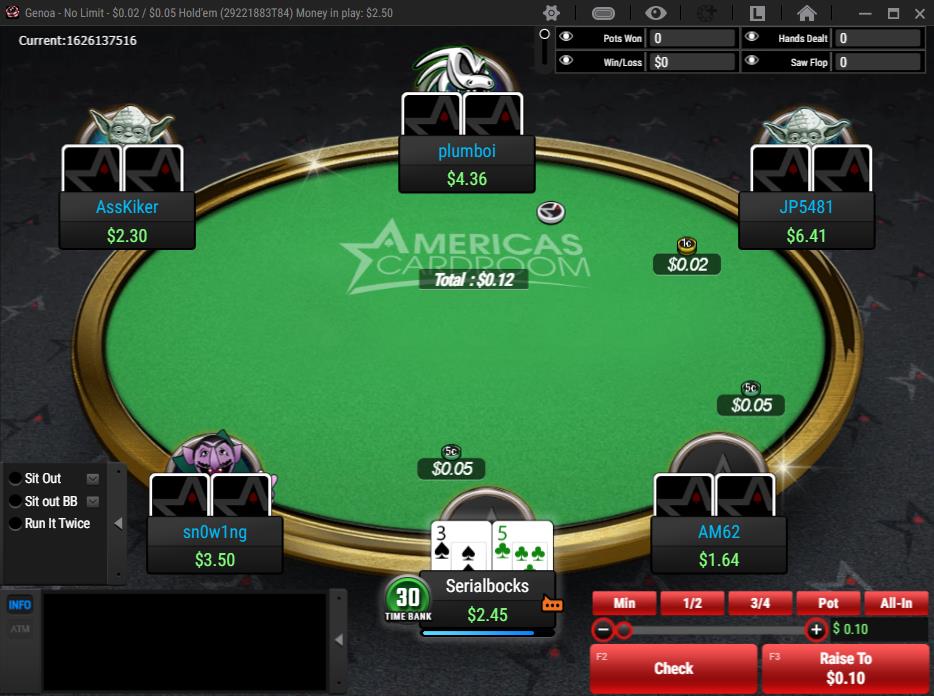 Genoa - No Limit - $0.02 / $0.05 Hold'em (29221883T84) Money in play: $2.50
L
Current:1626137516
Pots Won 0 Hands Dealt 0
Win/Loss $0 Saw Flop 0
plumboi
$4.36
AssKiker
$2.30
JP5481
$6.41
AMERICAS
CARDROOM
1c
$0.02
Total : $0.12
5c
$0.05
5c
$0.05
Sit Out
Sit out BB
Run It Twice
sn0w1ng
$3.50
3 5
Serialbocks
$2.45
30
TIME BANK
AM62
$1.64
INFO
ATM
Min 1/2 3/4 Pot All-In
$ 0.10
F2 Check
F3 Raise To
$0.10